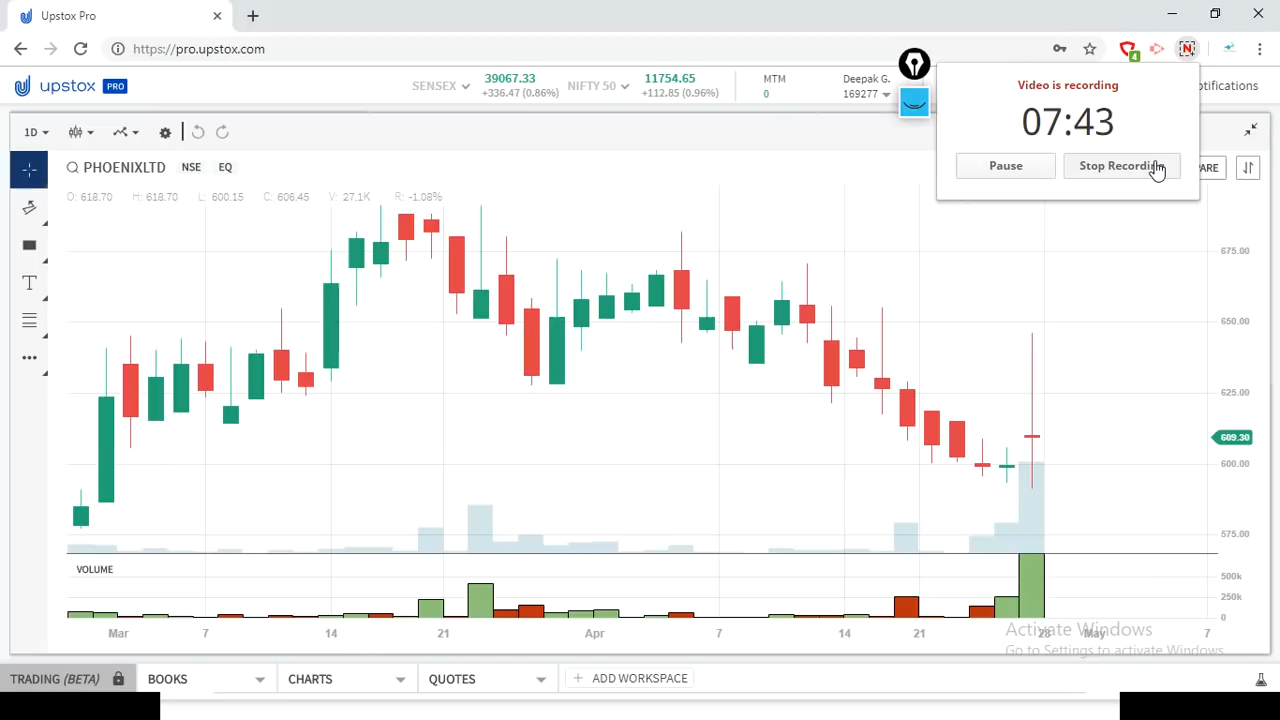 Upstox Pro
https://pro.upstox.com
4
N
upstox PRO
SENSEX 39067.33
+336.47 (0.86%)
NIFTY 50 11754.65
+112.85 (0.96%)
MTM
0
Deepak G.
169277
otifications
Video is recording
07:43
Pause
Stop Recording
1D
PHOENIXLTD NSE EQ
PARE
O: 618.70 H: 618.70 L: 600.15 C: 606.45 V: 27.1K R: -1.08%
675.00
650.00
625.00
609.30
600.00
575.00
VOLUME
500k
250k
0
Mar 7 14 21 Apr 7 14 21 28 May 7
Activate Windows
Go to Settings to activate Windows.
TRADING (BETA) BOOKS CHARTS QUOTES + ADD WORKSPACE